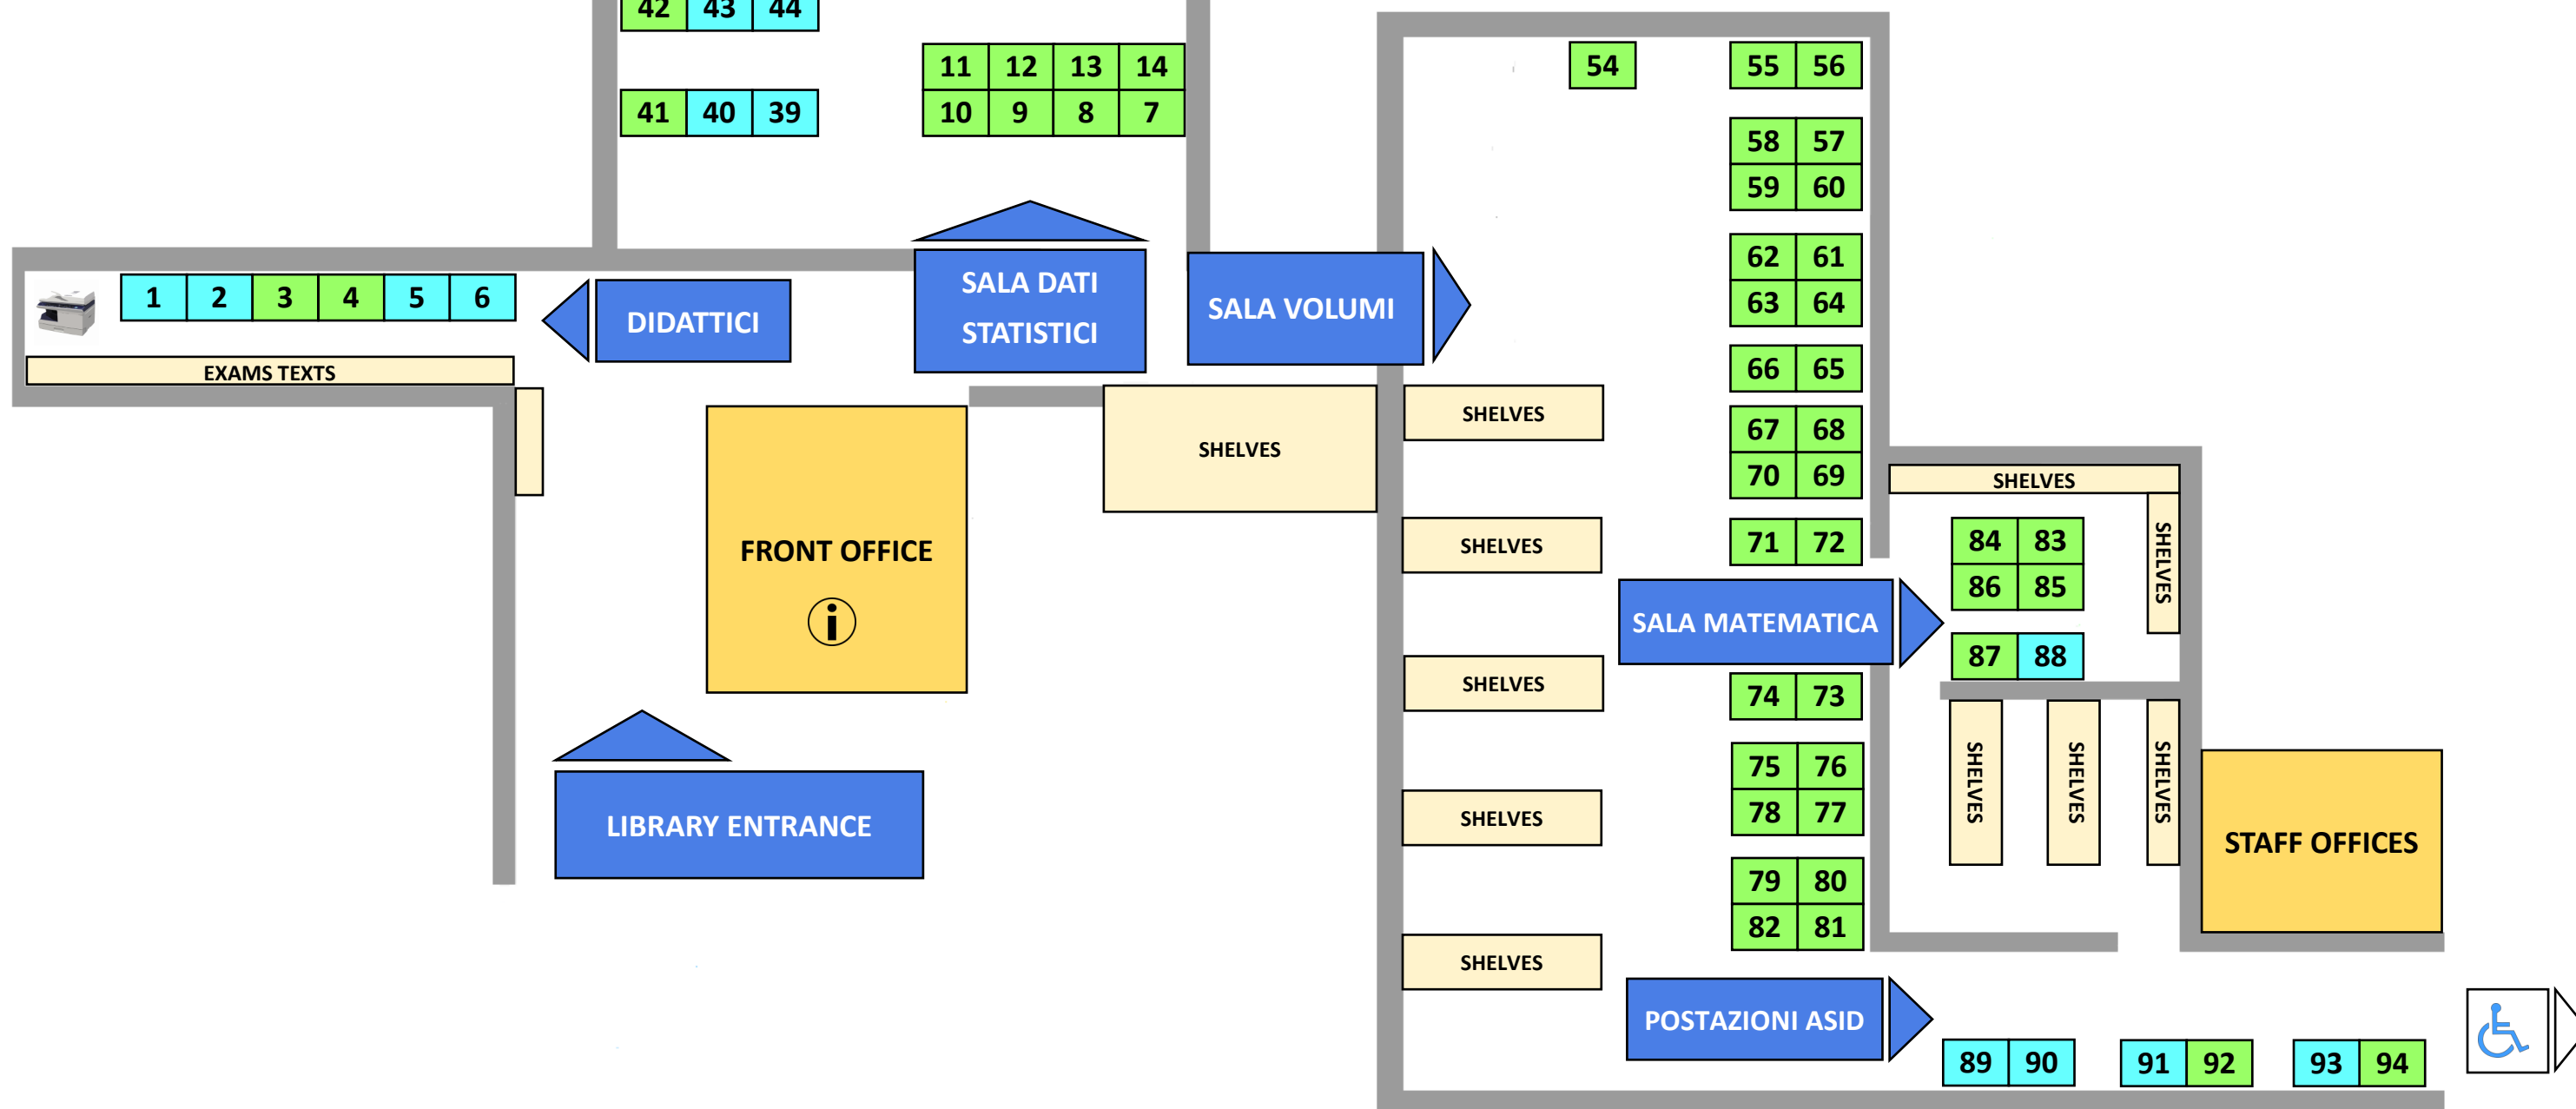 42 43 44
41 40 39
11 12 13 14
10 9 8 7
54
55 56
58 57
59 60
62 61
63 64
66 65
67 68
70 69
71 72
1 2 3 4 5 6
EXAMS TEXTS
DIDATTICI
SALA DATI
STATISTICI
SALA VOLUMI
SHELVES
FRONT OFFICE
i
LIBRARY ENTRANCE
SHELVES
SHELVES
SHELVES
SHELVES
SHELVES
SALA MATEMATICA
74 73
75 76
78 77
79 80
82 81
SHELVES
SHELVES
84 83
86 85
87 88
SHELVES
SHELVES
SHELVES
STAFF OFFICES
POSTAZIONI ASID
89 90
91 92
93 94